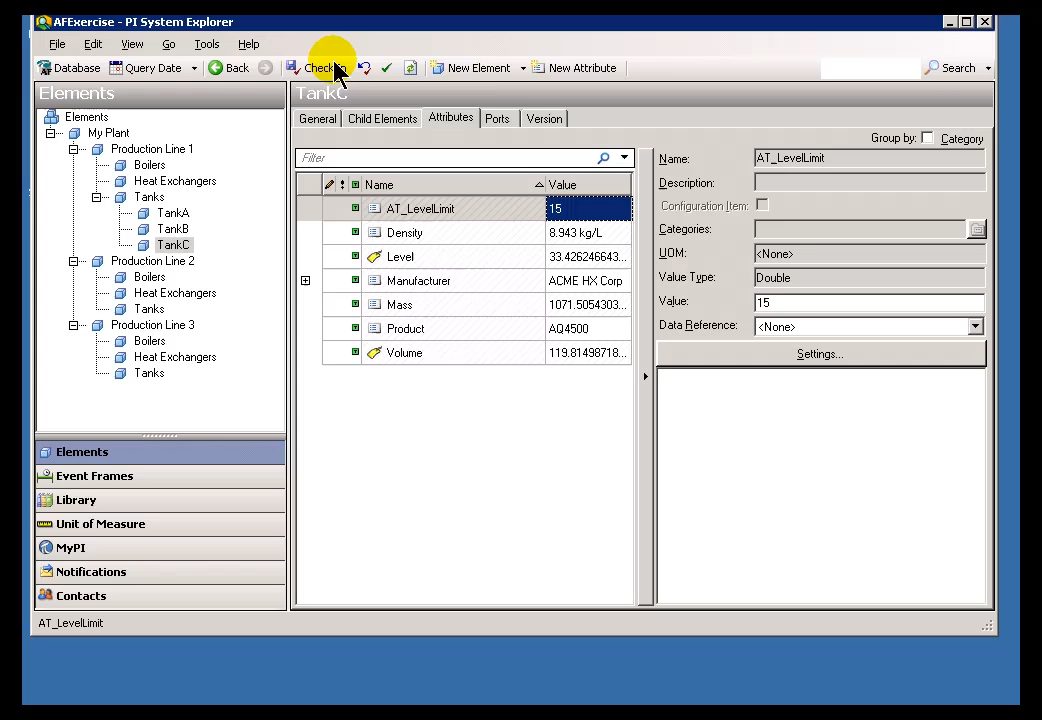 AFExercise - PI System Explorer
File Edit View Go Tools Help
Database Query Date Back Check In New Element New Attribute Search
Elements
Elements
My Plant
Production Line 1
Boilers
Heat Exchangers
Tanks
TankA
TankB
TankC
Production Line 2
Boilers
Heat Exchangers
Tanks
Production Line 3
Boilers
Heat Exchangers
Tanks
Elements
Event Frames
Library
Unit of Measure
MyPI
Notifications
Contacts
TankC
General Child Elements Attributes Ports Version
Group by: Category
Filter
Name Value
AT_LevelLimit 15
Density 8.943 kg/L
Level 33.426246643...
Manufacturer ACME HX Corp
Mass 1071.5054303...
Product AQ4500
Volume 119.81498718...
Name: AT_LevelLimit
Description:
Configuration Item:
Categories:
UOM: <None>
Value Type: Double
Value: 15
Data Reference: <None>
Settings...
AT_LevelLimit